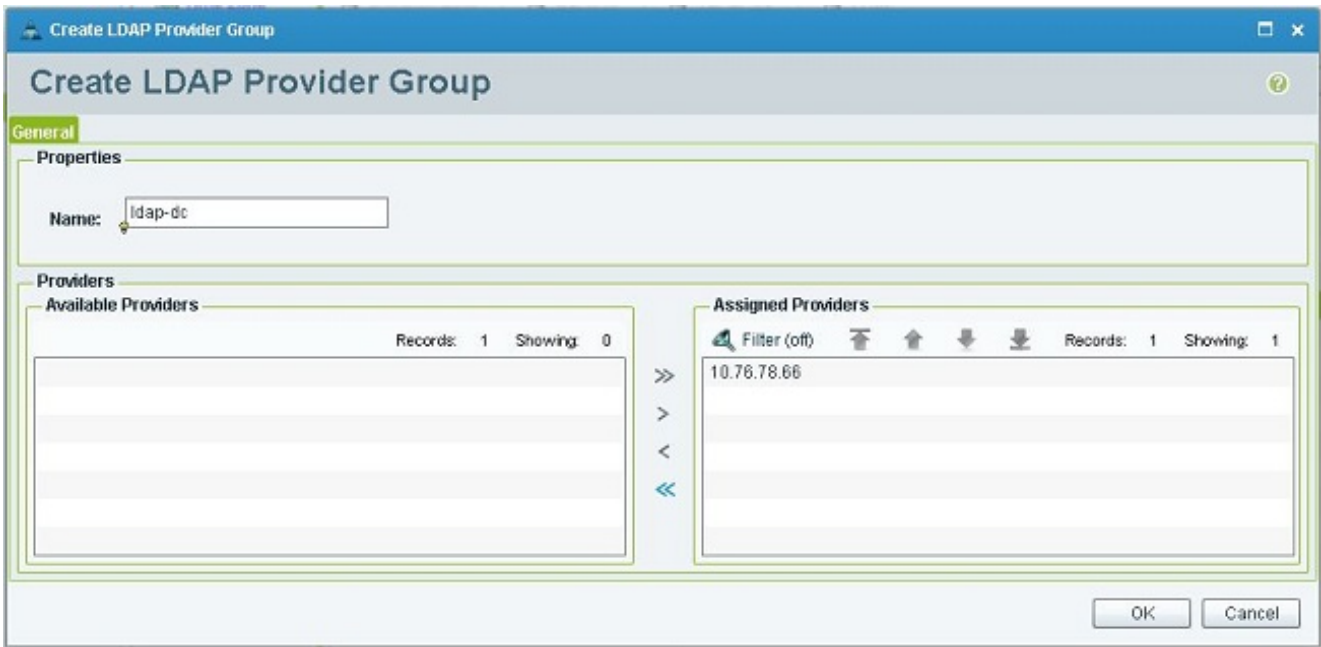 Create LDAP Provider Group
Create LDAP Provider Group
General
Properties
Name: ldap-dc
Providers
Available Providers
Records: 1 Showing: 0
Assigned Providers
Filter (off) Records: 1 Showing: 1
10.76.78.66
>>
>
<
<<
OK Cancel